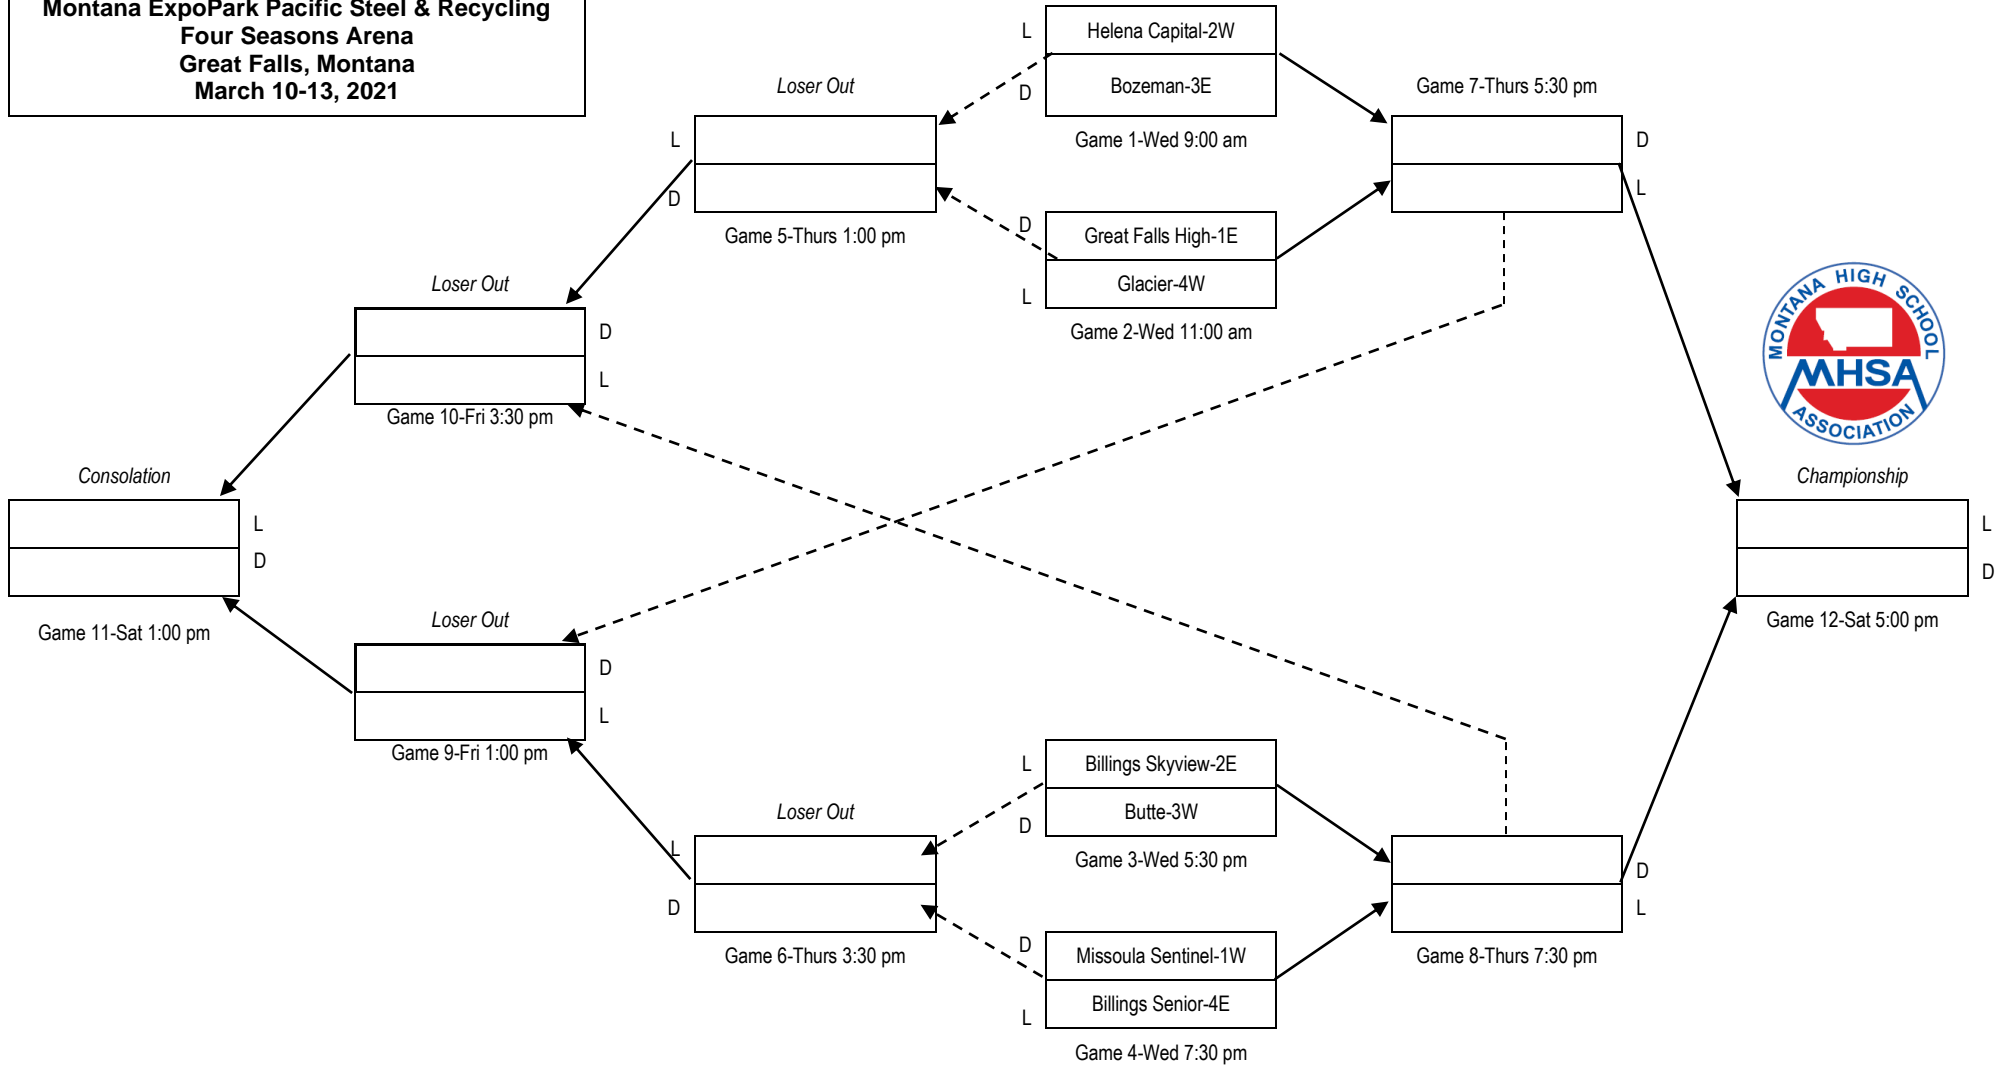 Montana ExpoPark Pacific Steel & Recycling
Four Seasons Arena
Great Falls, Montana
March 10-13, 2021
L
Helena Capital-2W
D
Bozeman-3E
Game 1-Wed 9:00 am
Loser Out
L
D
Game 5-Thurs 1:00 pm
Game 7-Thurs 5:30 pm
D
L
D
Great Falls High-1E
L
Glacier-4W
Game 2-Wed 11:00 am
Loser Out
D
L
Game 10-Fri 3:30 pm
MONTANA HIGH SCHOOL
MHSA
ASSOCIATION
Consolation
L
D
Game 11-Sat 1:00 pm
Championship
L
D
Game 12-Sat 5:00 pm
Loser Out
D
L
Game 9-Fri 1:00 pm
Loser Out
L
D
Game 6-Thurs 3:30 pm
L
Billings Skyview-2E
D
Butte-3W
Game 3-Wed 5:30 pm
D
L
Game 8-Thurs 7:30 pm
D
Missoula Sentinel-1W
L
Billings Senior-4E
Game 4-Wed 7:30 pm